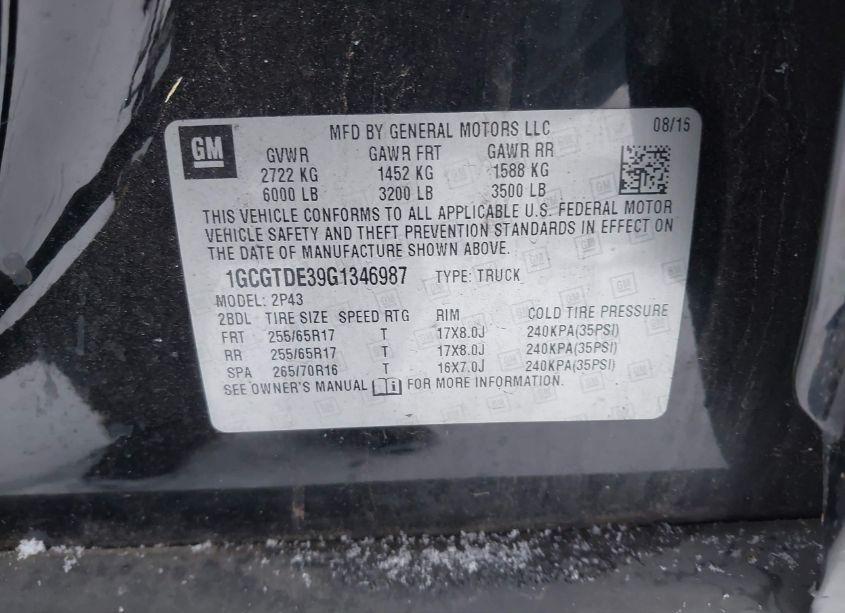 GM
MFD BY GENERAL MOTORS LLC 08/15
GVWR GAWR FRT GAWR RR
2722 KG 1452 KG 1588 KG
6000 LB 3200 LB 3500 LB
THIS VEHICLE CONFORMS TO ALL APPLICABLE U.S. FEDERAL MOTOR
VEHICLE SAFETY AND THEFT PREVENTION STANDARDS IN EFFECT ON
THE DATE OF MANUFACTURE SHOWN ABOVE.
1GCGTDE39G1346987 TYPE: TRUCK
MODEL: 2P43
2BDL TIRE SIZE SPEED RTG RIM COLD TIRE PRESSURE
FRT 255/65R17 T 17X8.0J 240KPA(35PSI)
RR 255/65R17 T 17X8.0J 240KPA(35PSI)
SPA 265/70R16 T 16X7.0J 240KPA(35PSI)
SEE OWNER'S MANUAL FOR MORE INFORMATION.